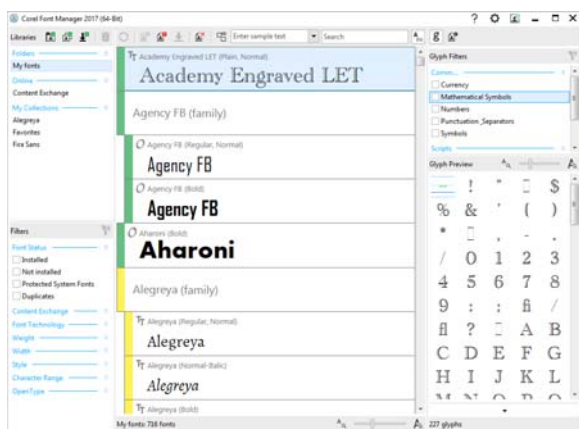 Corel Font Manager 2017 (64-Bit)
Libraries
Enter sample text
Search
Folders
My fonts
Online
Content Exchange
My Collections
Alegreya
Favorites
Fira Sans
Filters
Font Status
Installed
Not installed
Protected System Fonts
Duplicates
Content Exchange
Font Technology
Weight
Width
Style
Character Range
OpenType
Academy Engraved LET (Plain, Normal)
Academy Engraved LET
Agency FB (family)
Agency FB (Regular, Normal)
Agency FB
Agency FB (Bold)
Agency FB
Aharoni (Bold)
Aharoni
Alegreya (family)
Alegreya (Regular, Normal)
Alegreya
Alegreya (Normal-Italic)
Alegreya
Alegreya (Bold)
My fonts: 738 fonts
Glyph Filters
Comm...
Currency
Mathematical Symbols
Numbers
Punctuation_Separators
Symbols
Scripts
Glyph Preview
! " $
% & ' ( )
* , - .
/ 0 1 2 3
4 5 6 7 8
9 : ; fi /
fl ? A B
C D E F G
H I J K L
M N O P Q
227 glyphs